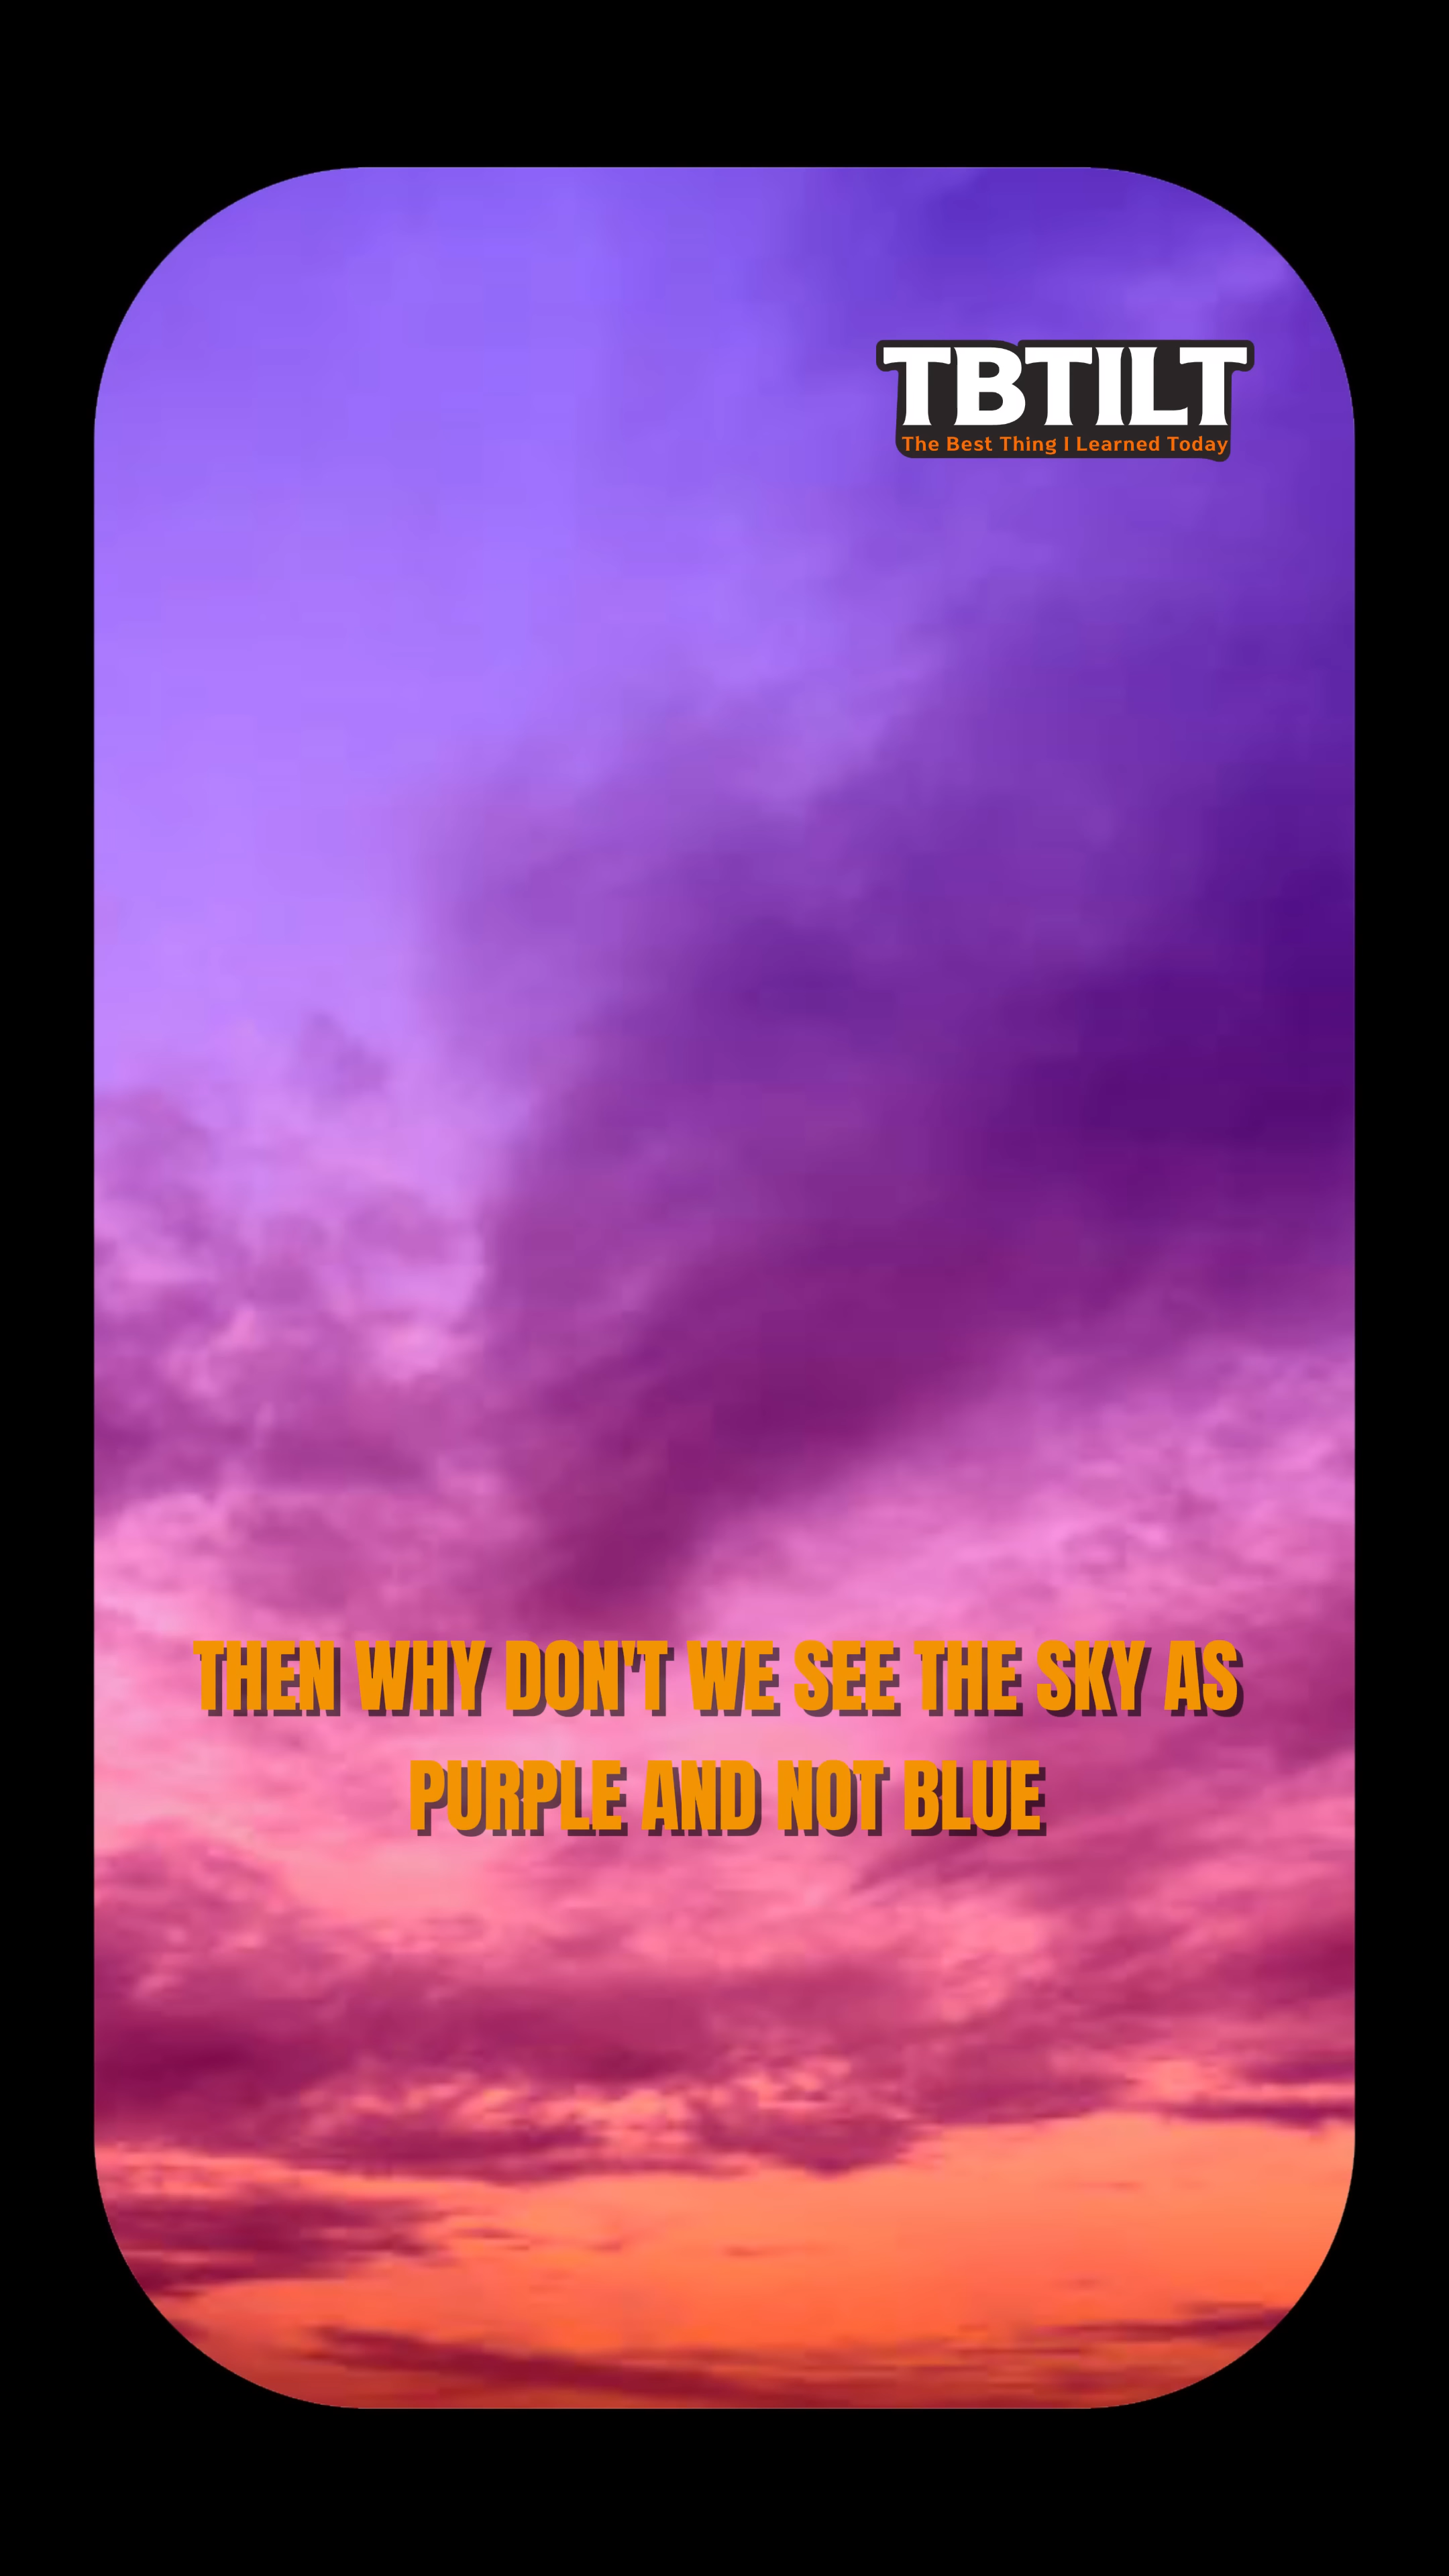 TBTILT
The Best Thing I Learned Today
THEN WHY DON'T WE SEE THE SKY AS
PURPLE AND NOT BLUE